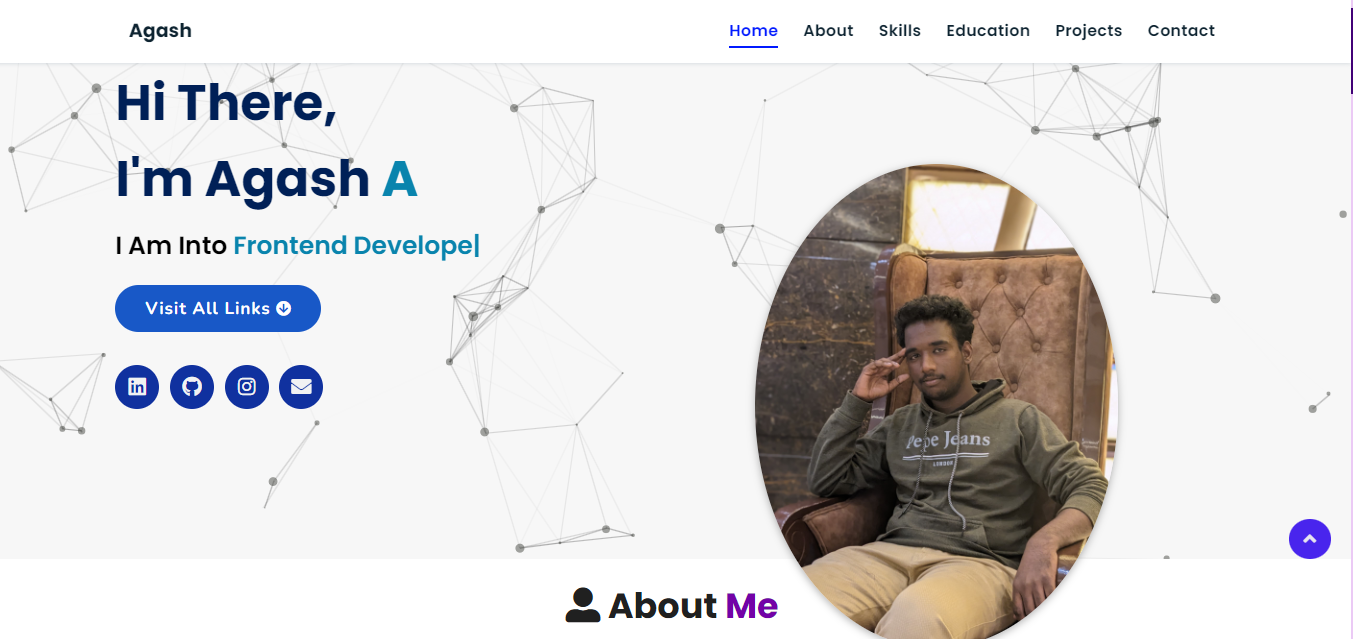 Agash
Home About Skills Education Projects Contact
Hi There,
I'm Agash A
I Am Into Frontend Develope|
Visit All Links
in
Pepe Jeans
LONDON
About Me